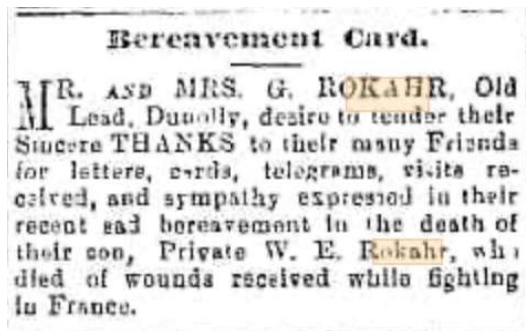 Bereavement Card.
MR. AND MRS. G. ROKAHR, Old
Lead, Dunolly, desire to tender their
Sincere THANKS to their many Friends
for letters, cards, telegrams, visits re-
ceived, and sympathy expressed in their
recent sad bereavement in the death of
their son, Private W. E. Rokahr, who
died of wounds received while fighting
in France.